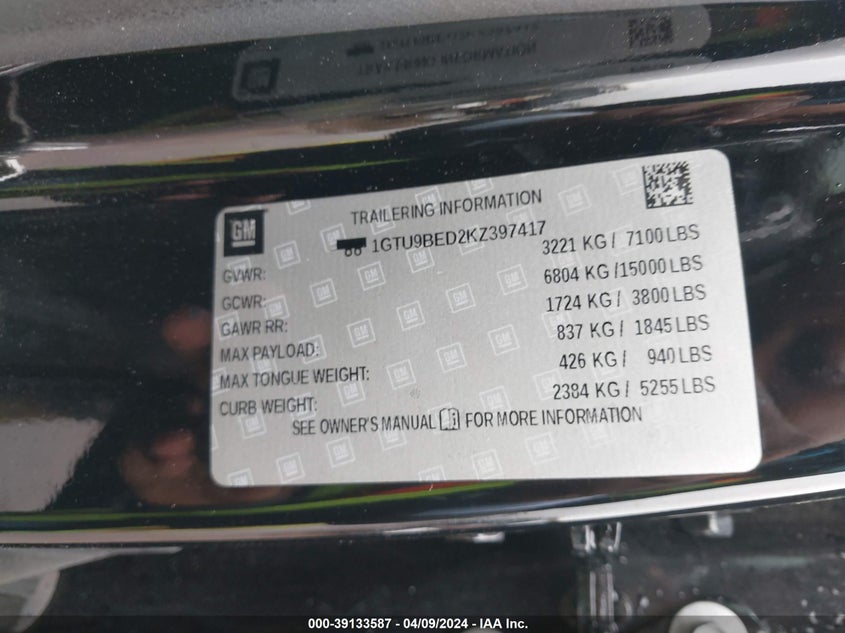 GM
TRAILERING INFORMATION
1GTU9BED2KZ397417
GVWR: 3221 KG / 7100 LBS
GCWR: 6804 KG /15000 LBS
GAWR RR: 1724 KG / 3800 LBS
MAX PAYLOAD: 837 KG / 1845 LBS
MAX TONGUE WEIGHT: 426 KG / 940 LBS
CURB WEIGHT: 2384 KG / 5255 LBS
SEE OWNER'S MANUAL FOR MORE INFORMATION
000-39133587 / 04/09/2024 - IAA Inc.